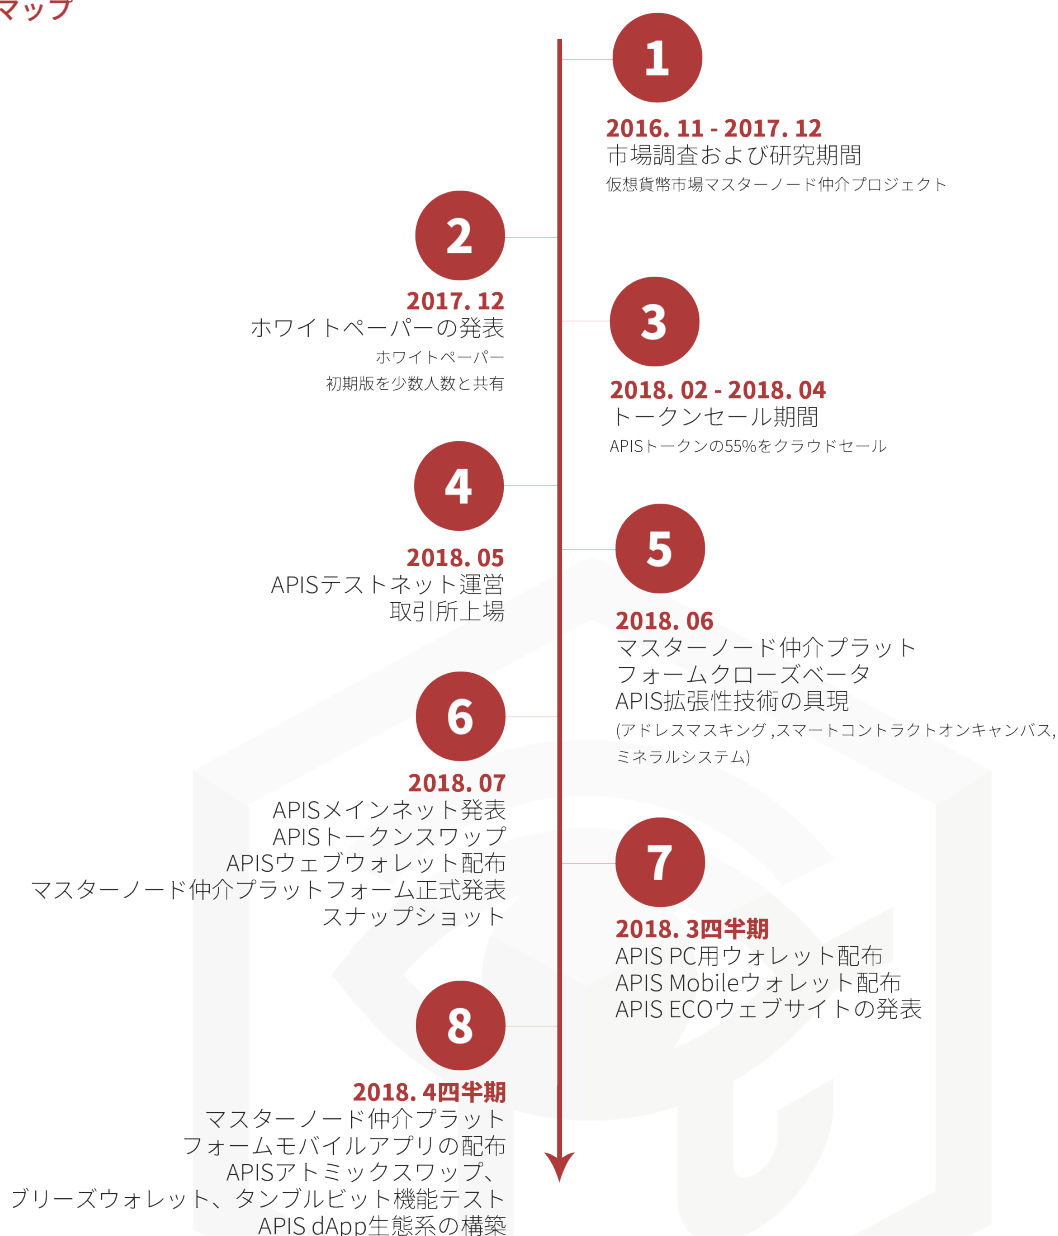 マップ
1
2016. 11 - 2017. 12
市場調査および研究期間
仮想貨幣市場マスターノード仲介プロジェクト
2
2017. 12
ホワイトペーパーの発表
ホワイトペーパー
初期版を少数人数と共有
3
2018. 02 - 2018. 04
トークンセール期間
APISトークンの55%をクラウドセール
4
2018. 05
APISテストネット運営
取引所上場
5
2018. 06
マスターノード仲介プラット
フォームクローズベータ
APIS拡張性技術の具現
(アドレスマスキング ,スマートコントラクトオンキャンバス,
ミネラルシステム)
6
2018. 07
APISメインネット発表
APISトークンスワップ
APISウェブウォレット配布
マスターノード仲介プラットフォーム正式発表
スナップショット
7
2018. 3四半期
APIS PC用ウォレット配布
APIS Mobileウォレット配布
APIS ECOウェブサイトの発表
8
2018. 4四半期
マスターノード仲介プラット
フォームモバイルアプリの配布
APISアトミックスワップ、
ブリーズウォレット、タンブルビット機能テスト
APIS dApp生態系の構築